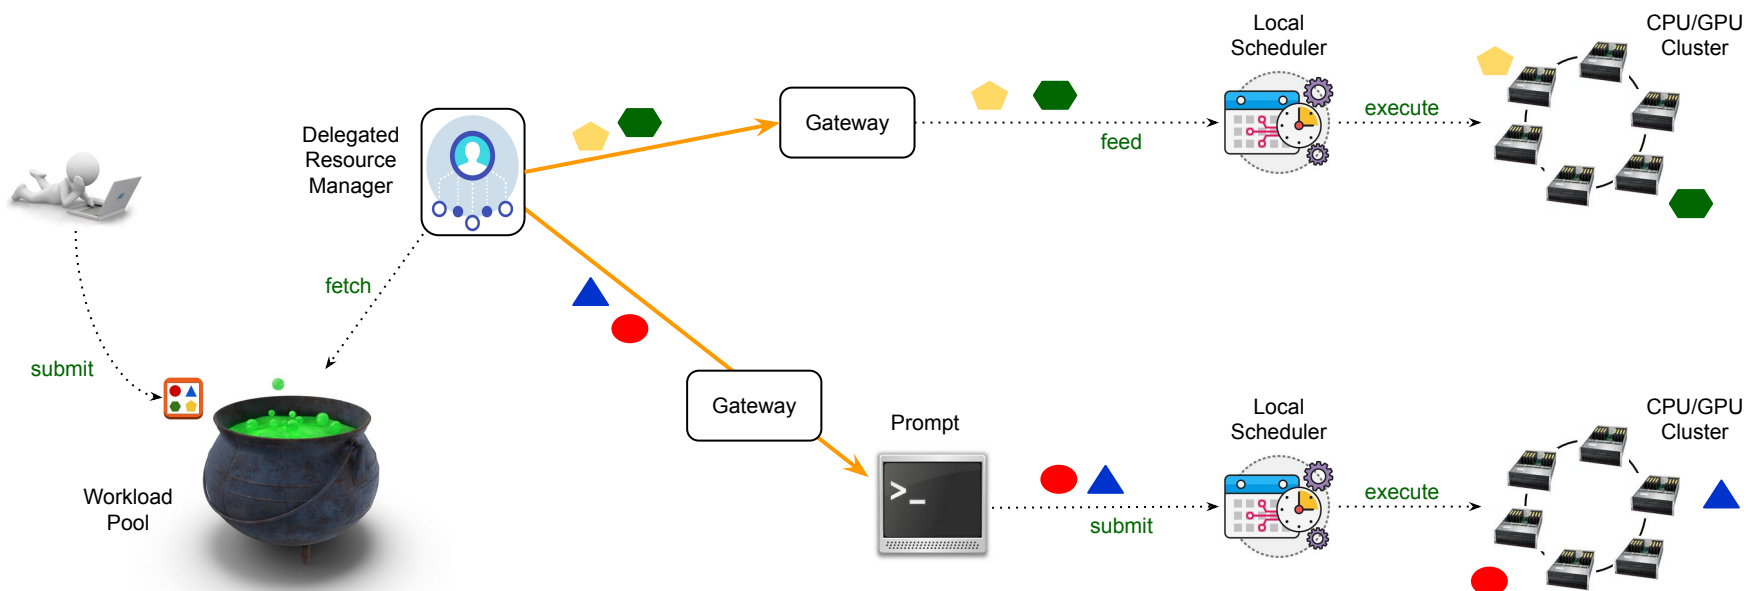 Local
Scheduler
CPU/GPU
Cluster
Delegated
Resource
Manager
Gateway
feed
execute
fetch
submit
Gateway
Prompt
>_
submit
Local
Scheduler
execute
CPU/GPU
Cluster
Workload
Pool